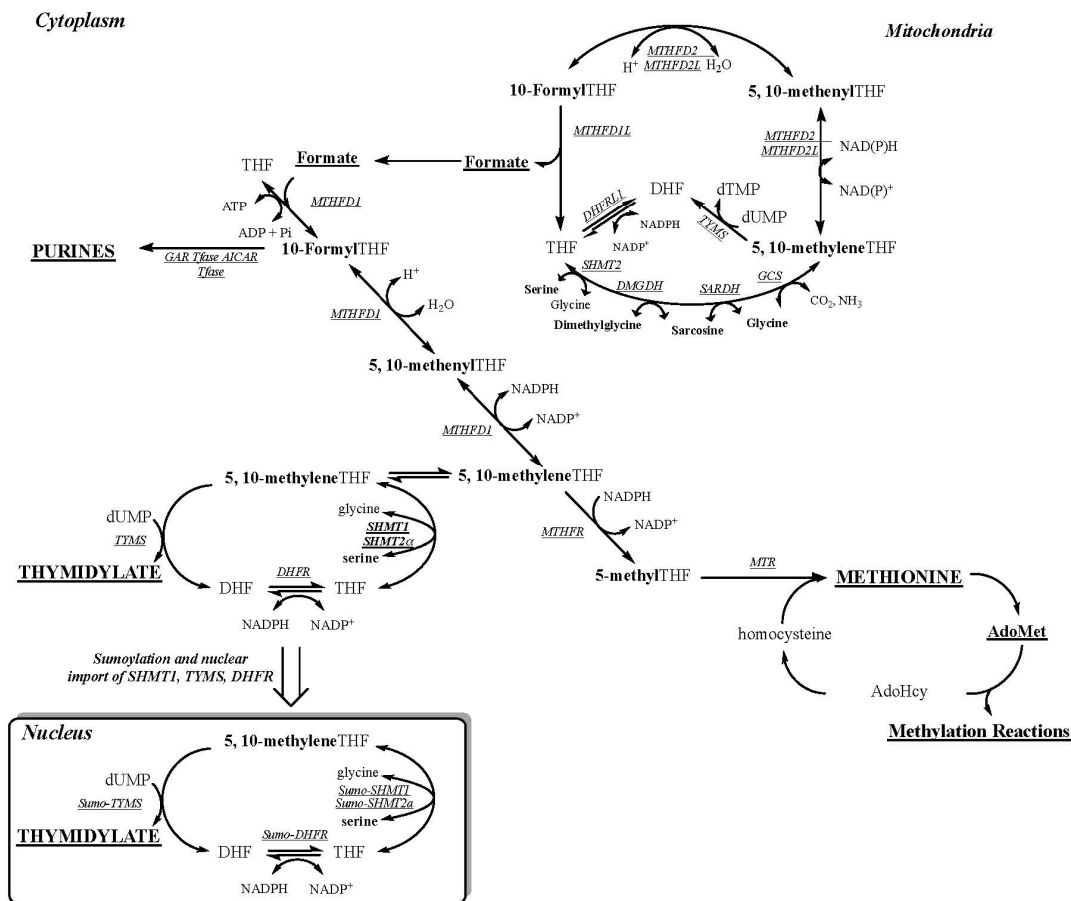 Cytoplasm
Mitochondria
MTHFD2
H+ MTHFD2L H2O
10-FormylTHF
5, 10-methenylTHF
MTHFD1L
MTHFD2
MTHFD2L
NAD(P)H
NAD(P)+
Formate
Formate
THF
MTHFD1
ATP
ADP + Pi
DHFRL1
DHF
dTMP
NADPH
NADP+
TYMS
dUMP
THF
5, 10-methyleneTHF
PURINES
GAR Tfase AICAR
Tfase
10-FormylTHF
SHMT2
DMGDH
SARDH
GCS
Serine
Glycine
Dimethylglycine
Sarcosine
Glycine
CO2, NH3
H+
H2O
MTHFD1
5, 10-methenylTHF
NADPH
NADP+
MTHFD1
5, 10-methyleneTHF
5, 10-methyleneTHF
dUMP
TYMS
glycine
SHMT1
SHMT2α
serine
NADPH
NADP+
MTHFR
THYMIDYLATE
DHF
DHFR
THF
NADPH
NADP+
5-methylTHF
MTR
METHIONINE
homocysteine
AdoMet
AdoHcy
Methylation Reactions
Sumoylation and nuclear
import of SHMT1, TYMS, DHFR
Nucleus
5, 10-methyleneTHF
dUMP
Sumo-TYMS
glycine
Sumo-SHMT1
Sumo-SHMT2a
serine
THYMIDYLATE
DHF
Sumo-DHFR
THF
NADPH
NADP+